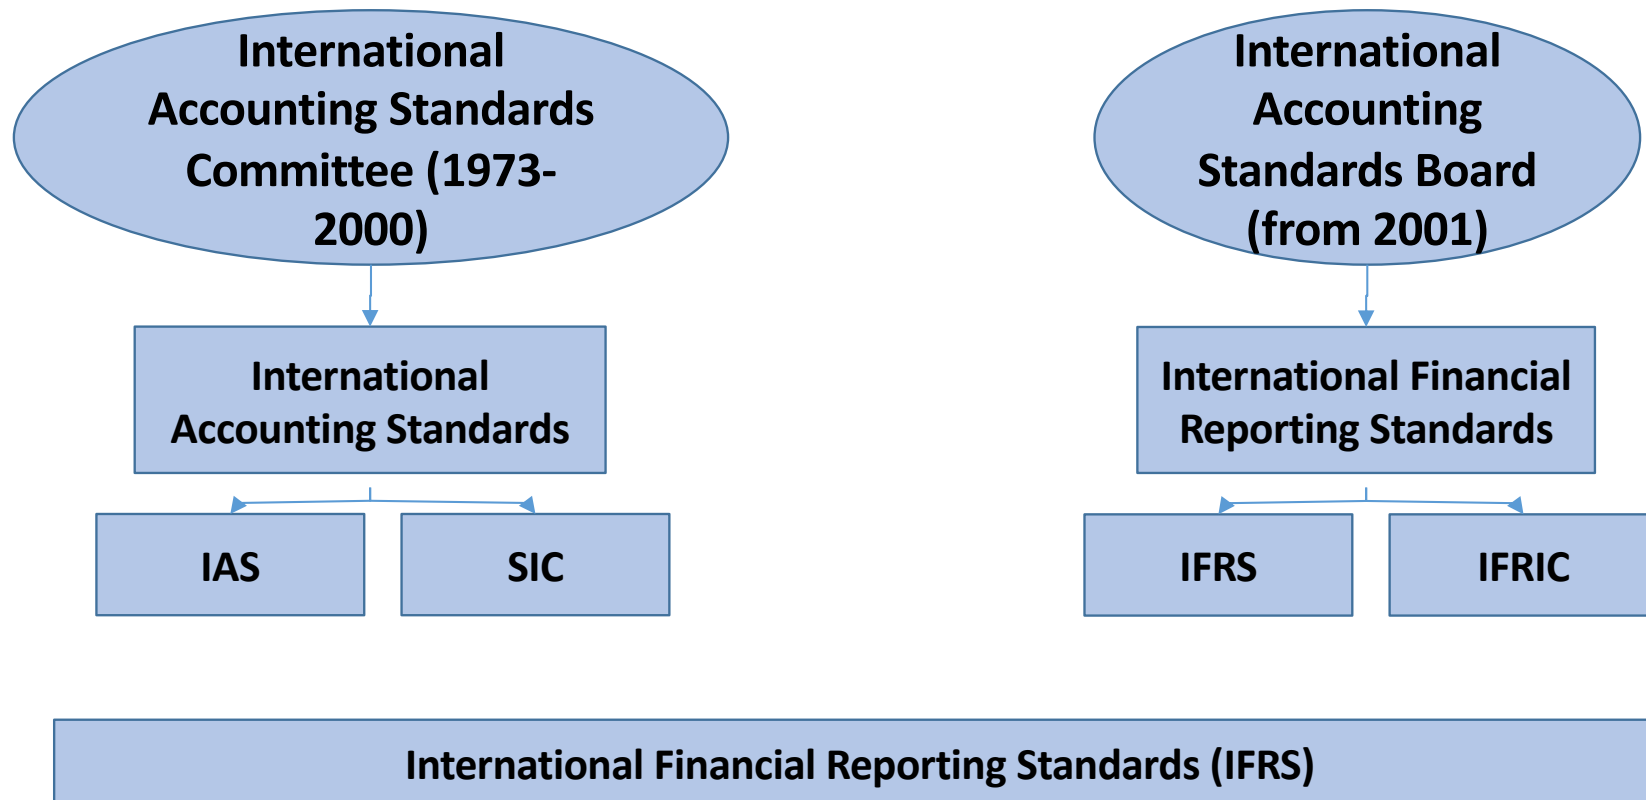 International
Accounting Standards
Committee (1973-
2000)
International
Accounting
Standards Board
(from 2001)
International
Accounting Standards
International Financial
Reporting Standards
IAS
SIC
IFRS
IFRIC
International Financial Reporting Standards (IFRS)